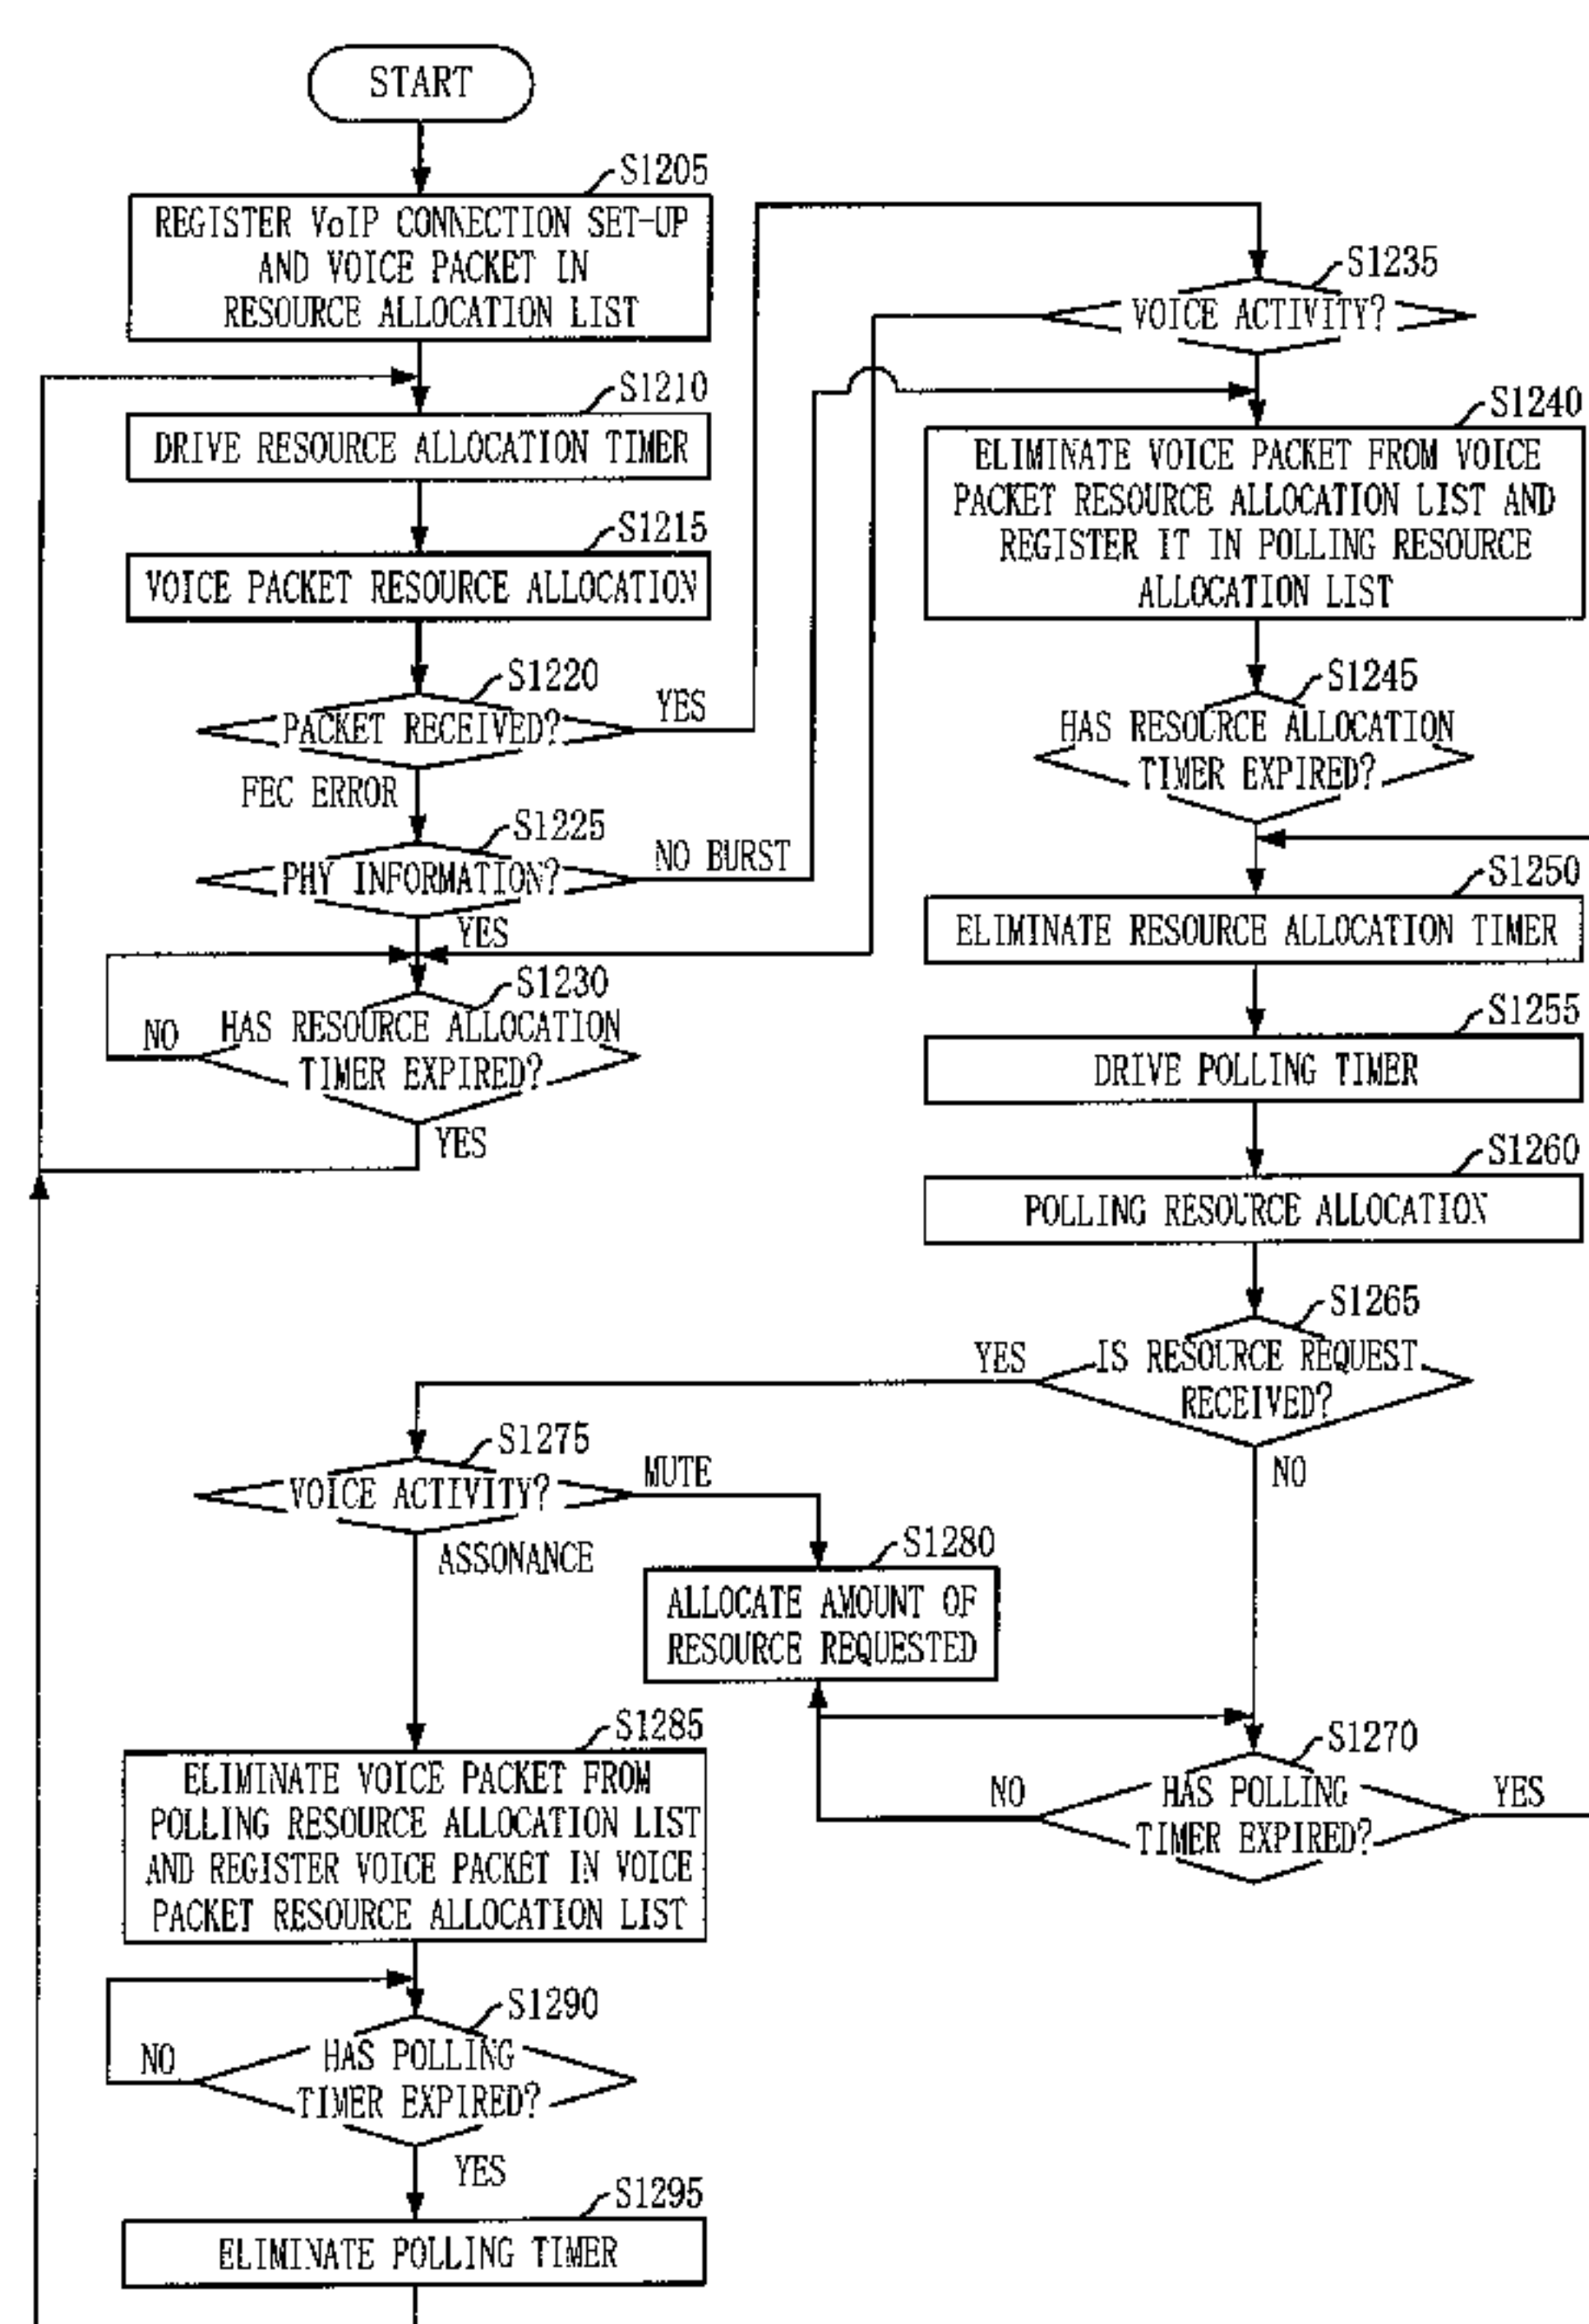 START
S1205
REGISTER VoIP CONNECTION SET-UP
AND VOICE PACKET IN
RESOURCE ALLOCATION LIST
S1210
DRIVE RESOURCE ALLOCATION TIMER
S1215
VOICE PACKET RESOURCE ALLOCATION
S1220
PACKET RECEIVED?
YES
FEC ERROR
S1225
PHY INFORMATION?
NO BURST
YES
S1230
HAS RESOURCE ALLOCATION
TIMER EXPIRED?
NO
YES
S1235
VOICE ACTIVITY?
S1240
ELIMINATE VOICE PACKET FROM VOICE
PACKET RESOURCE ALLOCATION LIST AND
REGISTER IT IN POLLING RESOURCE
ALLOCATION LIST
S1245
HAS RESOURCE ALLOCATION
TIMER EXPIRED?
S1250
ELIMINATE RESOURCE ALLOCATION TIMER
S1255
DRIVE POLLING TIMER
S1260
POLLING RESOURCE ALLOCATION
S1265
IS RESOURCE REQUEST
RECEIVED?
YES
NO
S1275
VOICE ACTIVITY?
MUTE
ASSONANCE
S1280
ALLOCATE AMOUNT OF
RESOURCE REQUESTED
S1270
HAS POLLING
TIMER EXPIRED?
NO
YES
S1285
ELIMINATE VOICE PACKET FROM
POLLING RESOURCE ALLOCATION LIST
AND REGISTER VOICE PACKET IN VOICE
PACKET RESOURCE ALLOCATION LIST
S1290
HAS POLLING
TIMER EXPIRED?
NO
YES
S1295
ELIMINATE POLLING TIMER